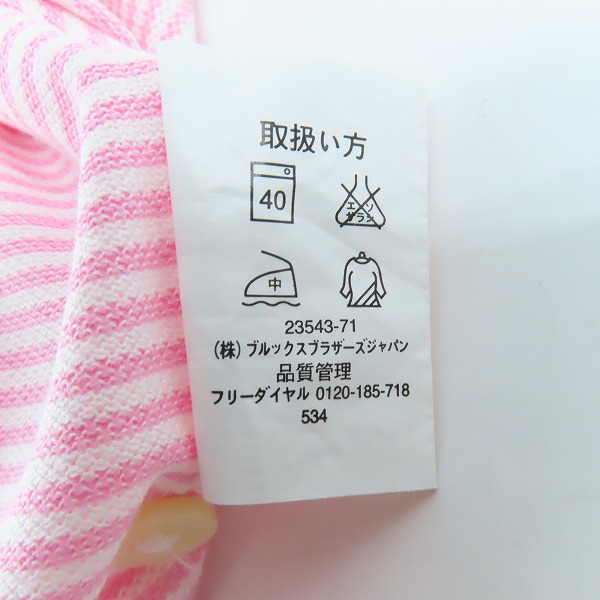 取扱い方
40
エンソ
サラシ
中
23543-71
(株) ブルックスブラザーズジャパン
品質管理
フリーダイヤル 0120-185-718
534